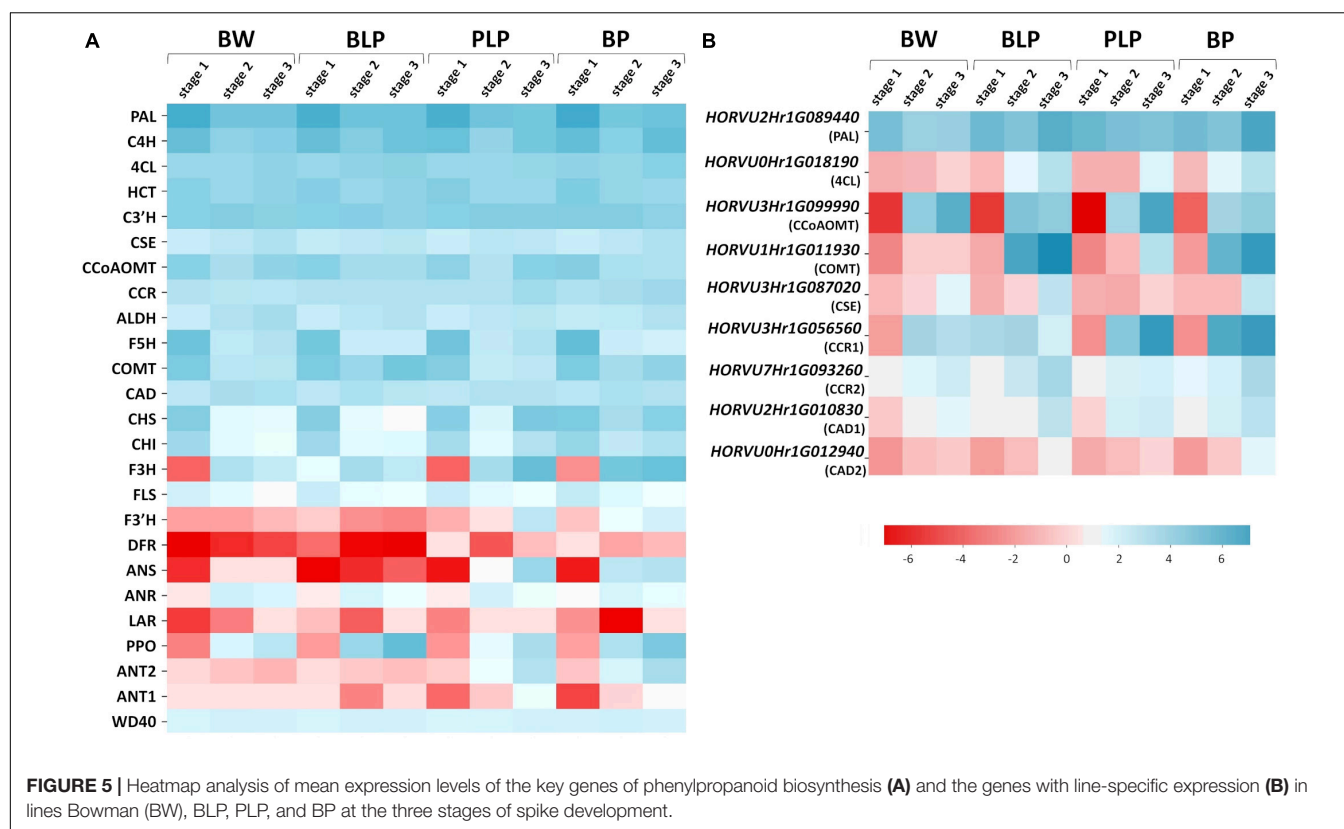 A
BW BLP PLP BP
stage 1 stage 2 stage 3 stage 1 stage 2 stage 3 stage 1 stage 2 stage 3 stage 1 stage 2 stage 3
PAL
C4H
4CL
HCT
C3’H
CSE
CCoAOMT
CCR
ALDH
F5H
COMT
CAD
CHS
CHI
F3H
FLS
F3’H
DFR
ANS
ANR
LAR
PPO
ANT2
ANT1
WD40
B
BW BLP PLP BP
stage 1 stage 2 stage 3 stage 1 stage 2 stage 3 stage 1 stage 2 stage 3 stage 1 stage 2 stage 3
HORVU2Hr1G089440
(PAL)
HORVU0Hr1G018190
(4CL)
HORVU3Hr1G099990
(CCoAOMT)
HORVU1Hr1G011930
(COMT)
HORVU3Hr1G087020
(CSE)
HORVU3Hr1G056560
(CCR1)
HORVU7Hr1G093260
(CCR2)
HORVU2Hr1G010830
(CAD1)
HORVU0Hr1G012940
(CAD2)
-6 -4 -2 0 2 4 6
FIGURE 5 | Heatmap analysis of mean expression levels of the key genes of phenylpropanoid biosynthesis (A) and the genes with line-specific expression (B) in
lines Bowman (BW), BLP, PLP, and BP at the three stages of spike development.